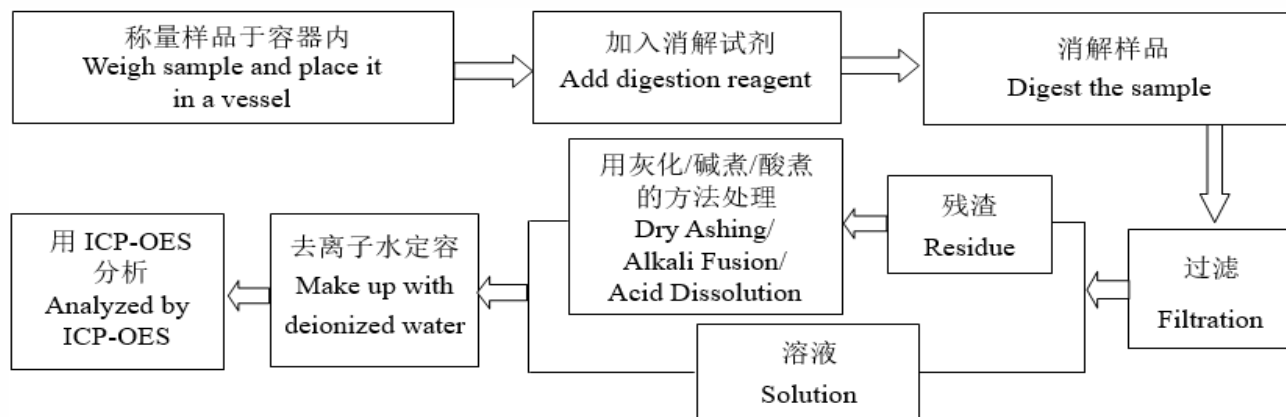 称量样品于容器内
Weigh sample and place it
in a vessel
加入消解试剂
Add digestion reagent
消解样品
Digest the sample
过滤
Filtration
残渣
Residue
用灰化/碱煮/酸煮
的方法处理
Dry Ashing/
Alkali Fusion/
Acid Dissolution
溶液
Solution
去离子水定容
Make up with
deionized water
用 ICP-OES
分析
Analyzed by
ICP-OES